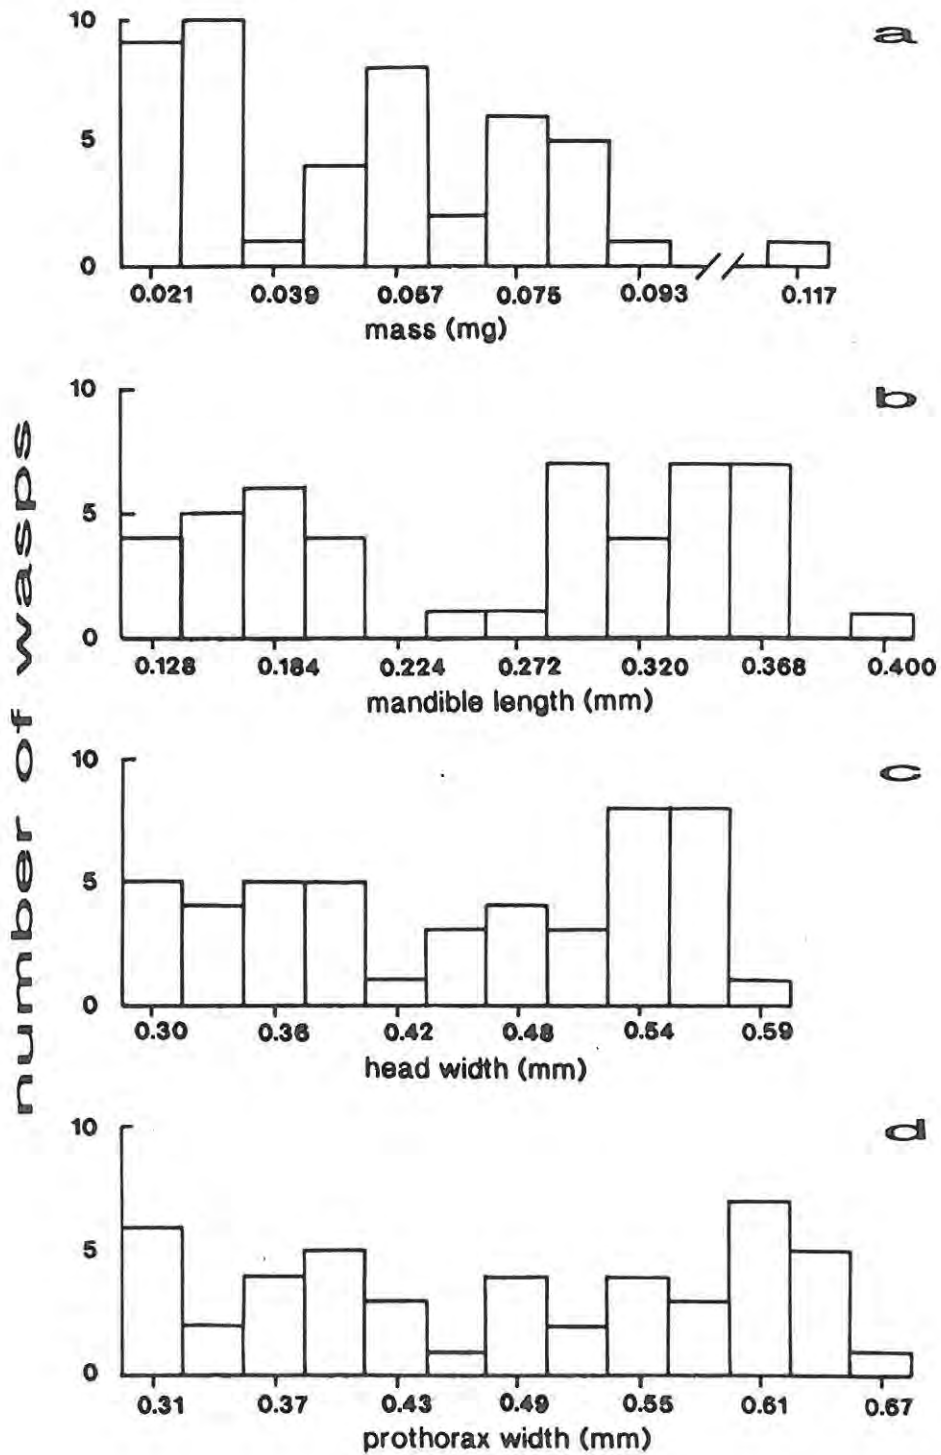 number of wasps
a
10
5
0
0.021 0.039 0.057 0.075 0.093 0.117
mass (mg)
b
10
5
0
0.128 0.184 0.224 0.272 0.320 0.368 0.400
mandible length (mm)
c
10
5
0
0.30 0.36 0.42 0.48 0.54 0.59
head width (mm)
d
10
5
0
0.31 0.37 0.43 0.49 0.55 0.61 0.67
prothorax width (mm)